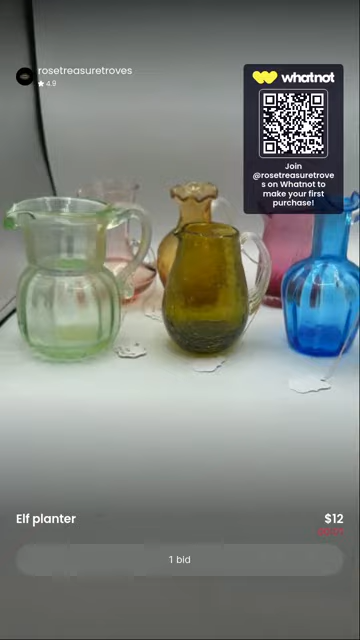 rosetreasuretroves
4.9
whatnot
Join
@rosetreasuretrove
s on Whatnot to
make your first
purchase!
Elf planter
$12
1 bid